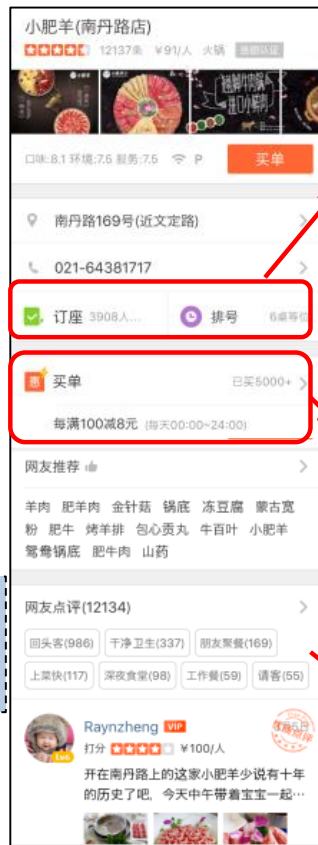 小肥羊(南丹路店)
12137条 ¥91/人 火锅
口味:8.1 环境:7.6 服务:7.5 P 买单
南丹路169号(近文定路)
021-64381717
订座 3908人... 排号 6桌等位
惠 买单 已买5000+
每满100减8元 (每天00:00~24:00)
网友推荐
羊肉 肥羊肉 金针菇 锅底 冻豆腐 蒙古宽
粉 肥牛 烤羊排 包心贡丸 牛百叶 小肥羊
鸳鸯锅底 肥牛肉 山药
网友点评(12134)
回头客(986) 干净卫生(337) 朋友聚餐(169)
上菜快(117) 深夜食堂(98) 工作餐(59) 请客(55)
Raynzheng VIP
Lv6 打分 ¥100/人
开在南丹路上的这家小肥羊少说有十年
的历史了吧，今天中午带着宝宝一起…